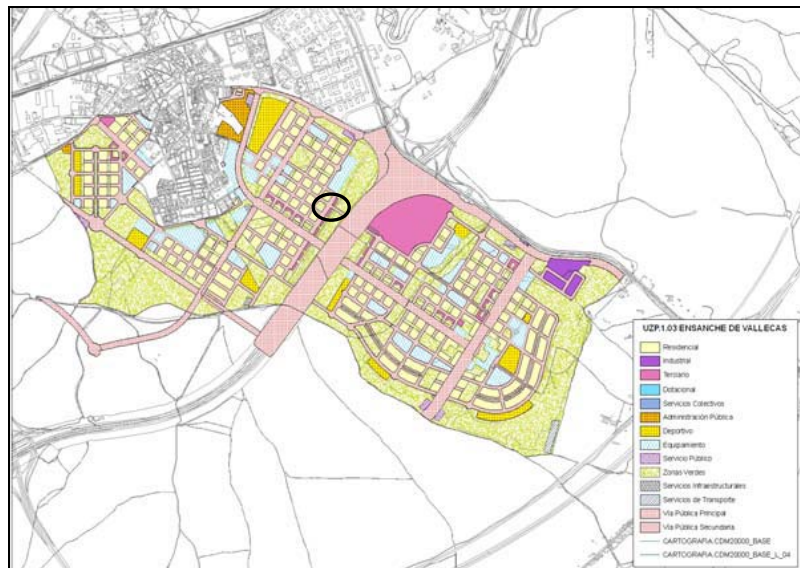 UZP.1.03 ENSANCHE DE VALLECAS
Residencial
Industrial
Terciario
Dotacional
Servicios Colectivos
Administración Pública
Deportivo
Equipamiento
Servicio Público
Zonas Verdes
Servicios Infraestructurales
Servicios de Transporte
Vía Pública Principal
Vía Pública Secundaria
CARTOGRAFIA.CDM20000_BASE
CARTOGRAFIA.CDM20000_BASE_L_04